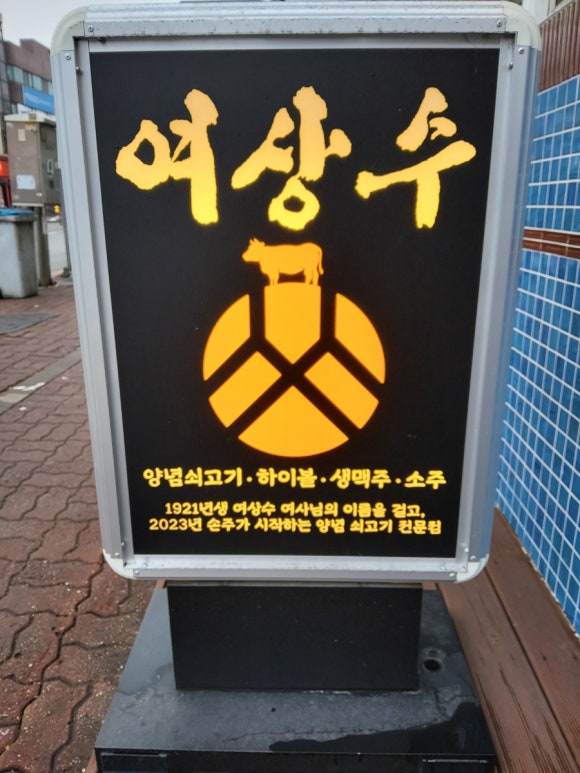 여상수
양념쇠고기·하이볼·생맥주·소주
1921년생 여상수 여사님의 이름을 걸고,
2023년 손주가 시작하는 양념 쇠고기 전문점